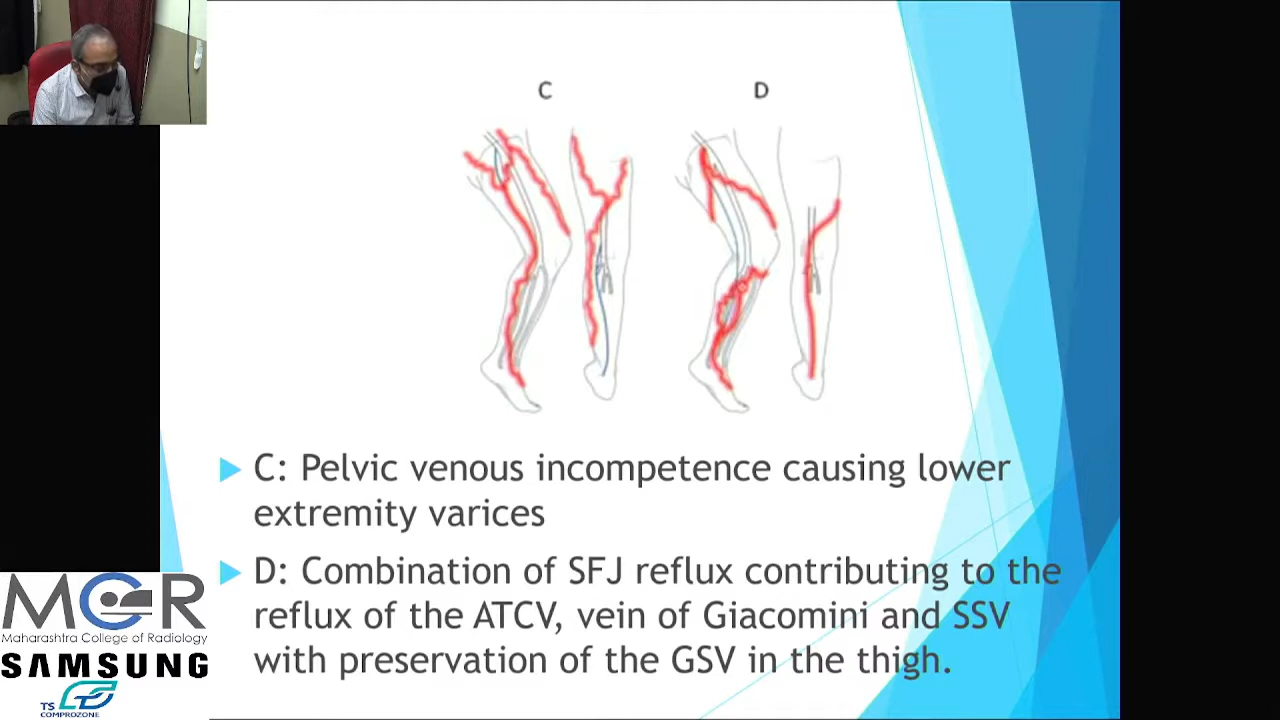 C
D
C: Pelvic venous incompetence causing lower
extremity varices
D: Combination of SFJ reflux contributing to the
reflux of the ATCV, vein of Giacomini and SSV
with preservation of the GSV in the thigh.
MCR
Maharashtra College of Radiology
SAMSUNG
TS
COMPROZONE